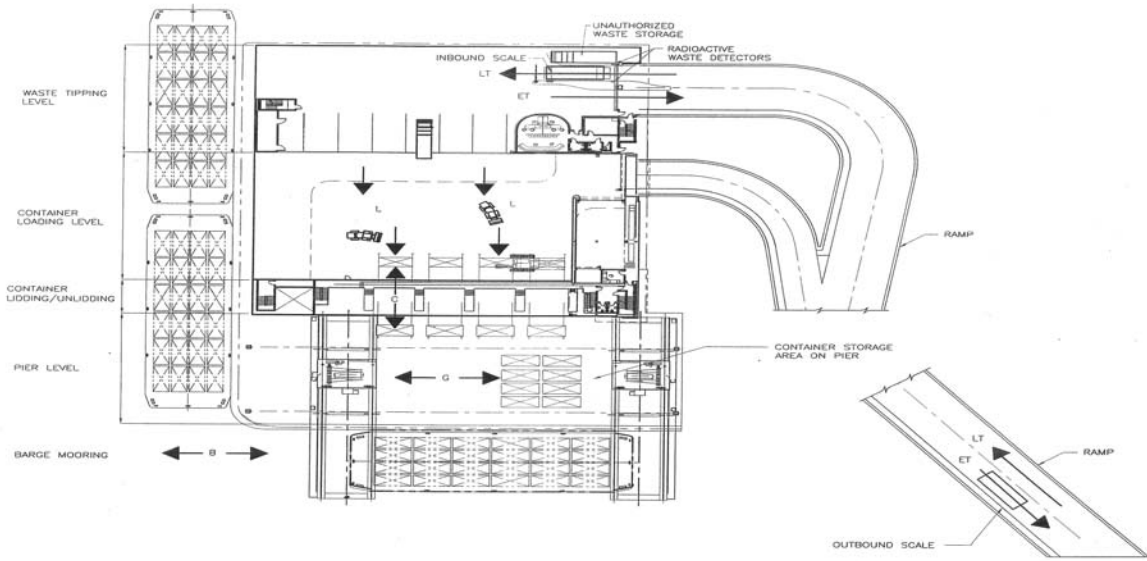 UNAUTHORIZED
WASTE STORAGE
INBOUND SCALE
RADIOACTIVE
WASTE DETECTORS
LT
ET
WASTE TIPPING
LEVEL
CONTAINER
LOADING LEVEL
L
L
RAMP
CONTAINER
LIDDING/UNLIDDING
C
CONTAINER STORAGE
AREA ON PIER
PIER LEVEL
G
BARGE MOORING
B
LT
ET
RAMP
OUTBOUND SCALE